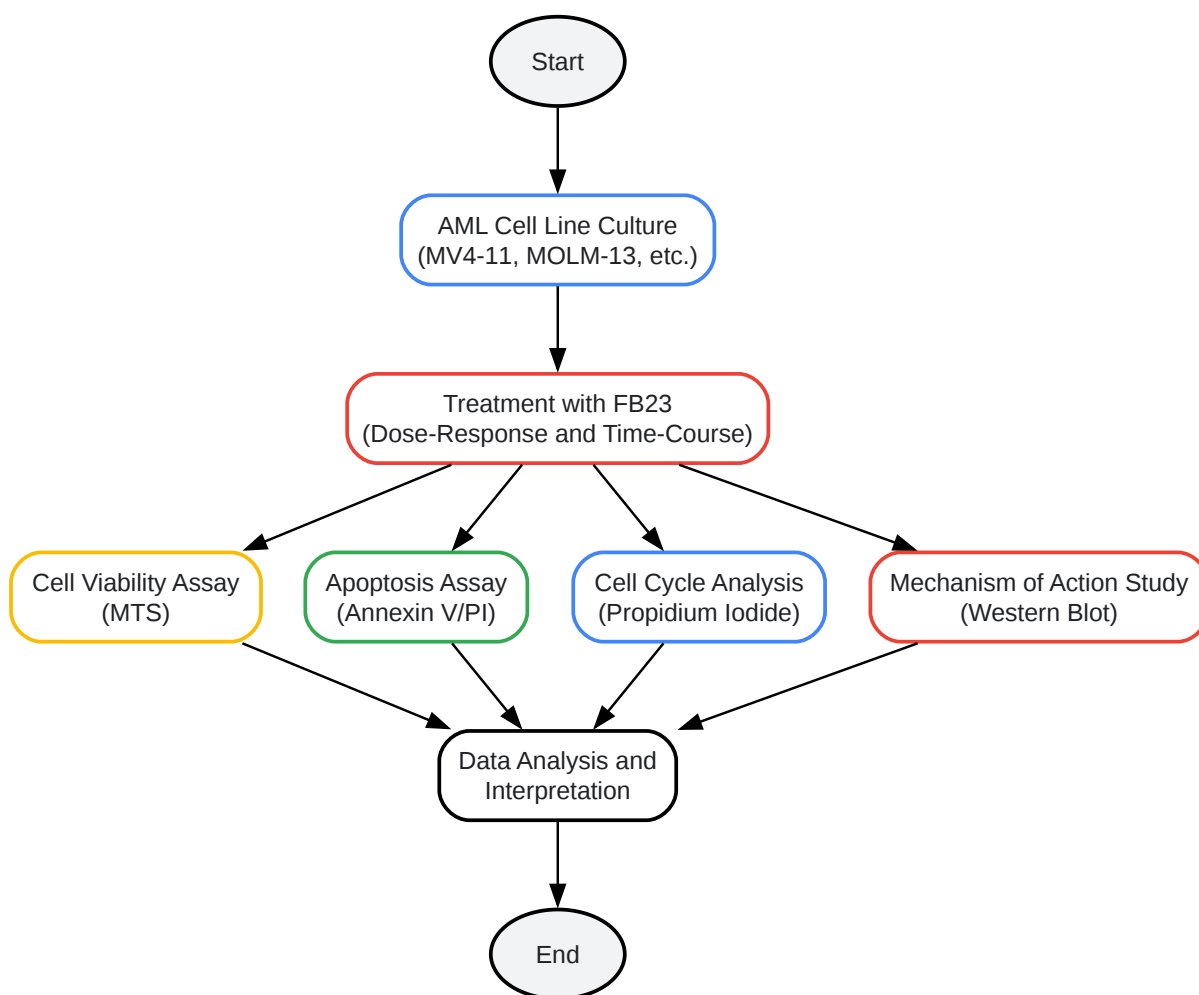 Start
AML Cell Line Culture
(MV4-11, MOLM-13, etc.)
Treatment with FB23
(Dose-Response and Time-Course)
Cell Viability Assay
(MTS)
Apoptosis Assay
(Annexin V/PI)
Cell Cycle Analysis
(Propidium Iodide)
Mechanism of Action Study
(Western Blot)
Data Analysis and
Interpretation
End